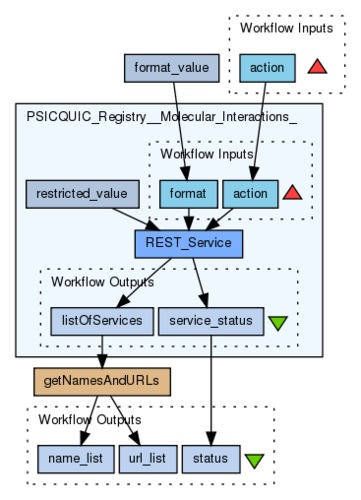 Workflow Inputs
format_value
action
PSICQUIC_Registry__Molecular_Interactions_
Workflow Inputs
restricted_value
format
action
REST_Service
Workflow Outputs
listOfServices
service_status
getNamesAndURLs
Workflow Outputs
name_list
url_list
status